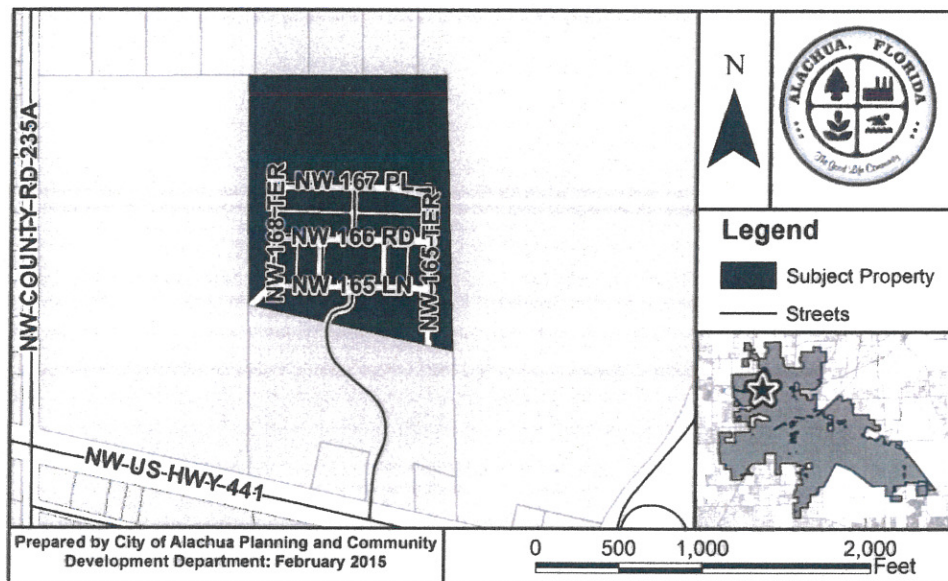 NW-COUNTY-RD-235A
NW 167 PL
NW-168-TER
NW 166 RD
NW-165-TER
NW 165 LN
NW-US-HWY-441
N
ALACHUA, FLORIDA
The Good Life Community
Legend
Subject Property
Streets
Prepared by City of Alachua Planning and Community
Development Department: February 2015
0 500 1,000 2,000
Feet